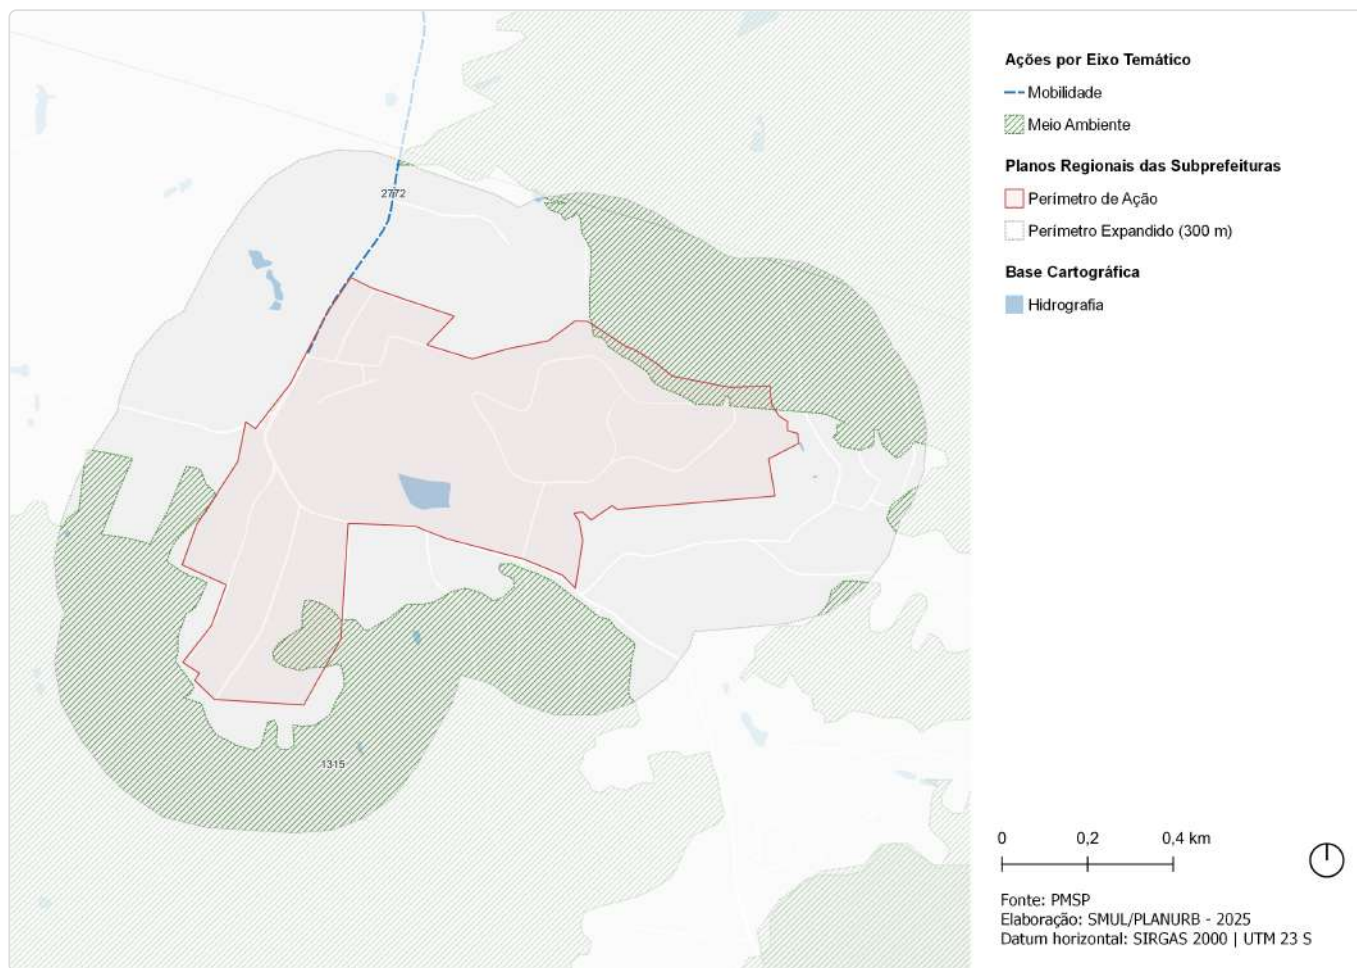 2772
1315
Ações por Eixo Temático
Mobilidade
Meio Ambiente
Planos Regionais das Subprefeituras
Perímetro de Ação
Perímetro Expandido (300 m)
Base Cartográfica
Hidrografia
0 0,2 0,4 km
Fonte: PMSP
Elaboração: SMUL/PLANURB - 2025
Datum horizontal: SIRGAS 2000 | UTM 23 S